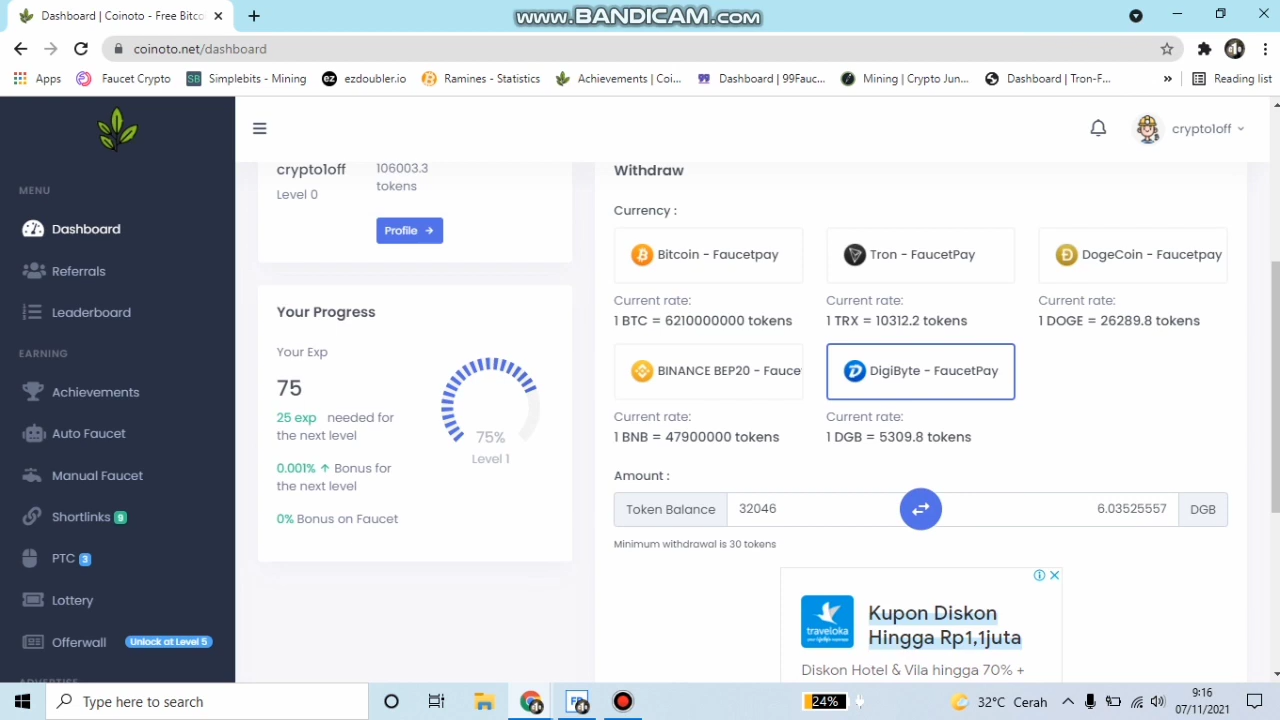 Dashboard | Coinoto - Free Bitco
www.BANDICAM.com
coinoto.net/dashboard
Apps
Faucet Crypto
SB
Simplebits - Mining
ez
ezdoubler.io
Ramines - Statistics
Achievements | Coi...
Dashboard | 99Fauc...
Mining | Crypto Jun...
Dashboard | Tron-F...
»
Reading list
crypto1off
MENU
Dashboard
Referrals
Leaderboard
EARNING
Achievements
Auto Faucet
Manual Faucet
Shortlinks 9
PTC 3
Lottery
Offerwall Unlock at Level 5
ADVERTISE
crypto1off
Level 0
106003.3
tokens
Profile →
Your Progress
Your Exp
75
25 exp needed for
the next level
0.001% ↑ Bonus for
the next level
0% Bonus on Faucet
75%
Level 1
Withdraw
Currency :
Bitcoin - Faucetpay
Current rate:
1 BTC = 6210000000 tokens
Tron - FaucetPay
Current rate:
1 TRX = 10312.2 tokens
DogeCoin - Faucetpay
Current rate:
1 DOGE = 26289.8 tokens
BINANCE BEP20 - Fauce
Current rate:
1 BNB = 47900000 tokens
DigiByte - FaucetPay
Current rate:
1 DGB = 5309.8 tokens
Amount :
Token Balance 32046 6.03525557 DGB
Minimum withdrawal is 30 tokens
traveloka
Kupon Diskon
Hingga Rp1,1juta
Diskon Hotel & Vila hingga 70% +
Type here to search
24%
32°C Cerah
9:16
07/11/2021